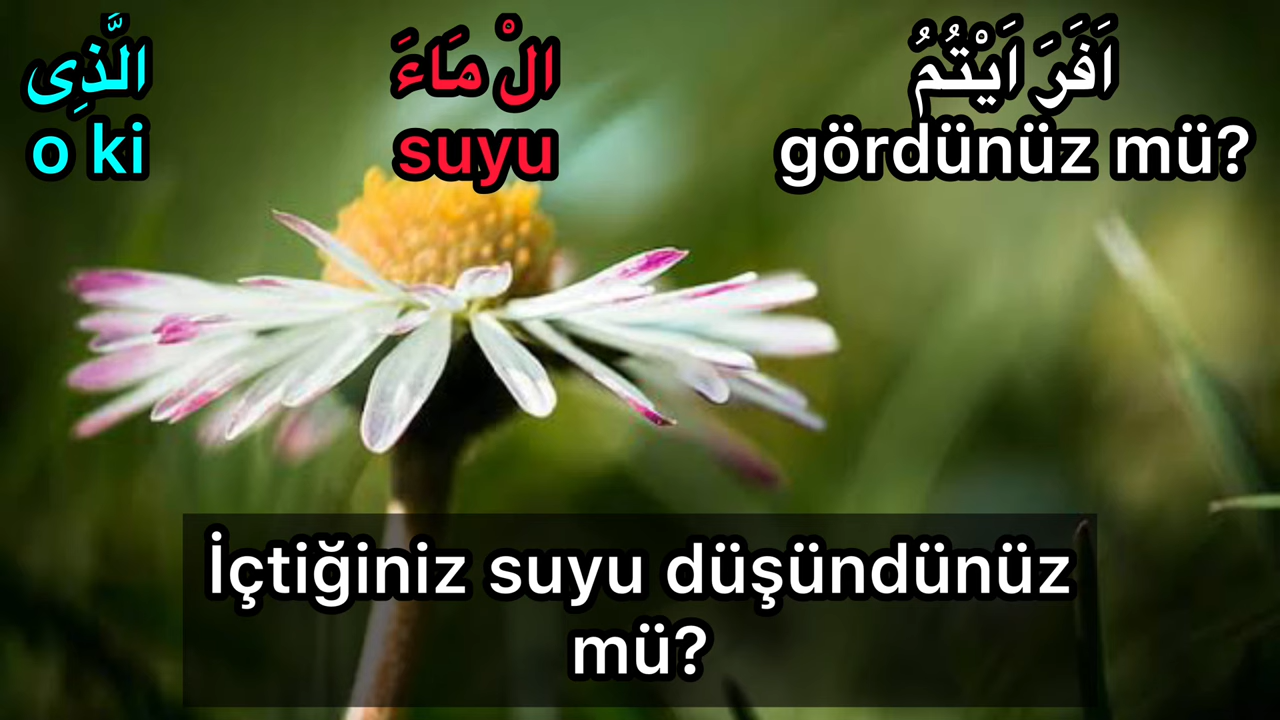 اَفَرَ اَيْتُمُ الْ مَاءَ الَّذِى
gördünüz mü? suyu o ki
İçtiğiniz suyu düşündünüz
mü?